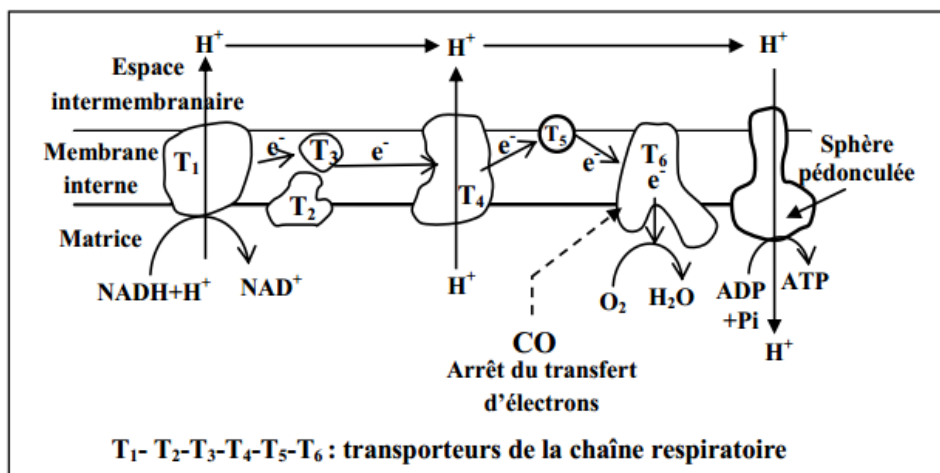 H⁺ H⁺ H⁺
Espace
intermembranaire
Membrane
interne
Matrice
T₁
e⁻
T₃
e⁻
T₂
T₄
e⁻
T₅
e⁻
T₆
e⁻
Sphère
pédonculée
NADH+H⁺
NAD⁺
H⁺
O₂
H₂O
ADP
+Pi
ATP
H⁺
CO
Arrêt du transfert
d'électrons
T₁- T₂-T₃-T₄-T₅-T₆ : transporteurs de la chaîne respiratoire